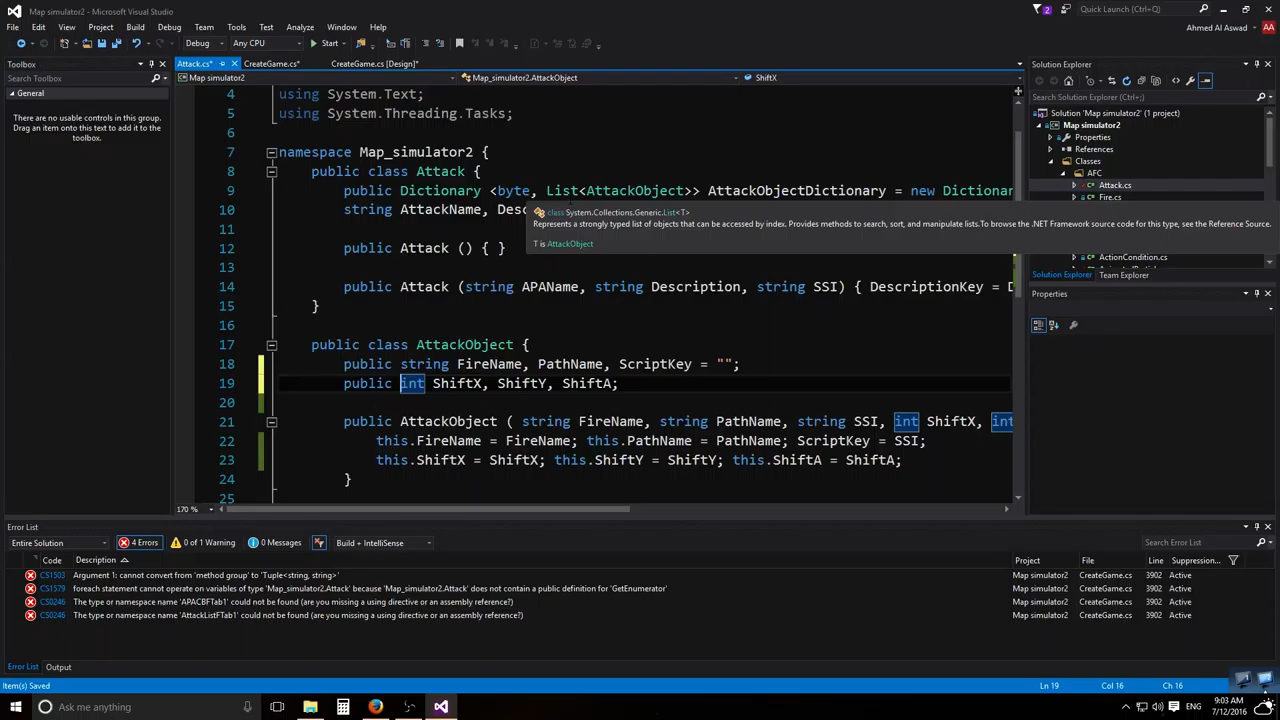 Map simulator2 - Microsoft Visual Studio
2
Quick Launch (Ctrl+Q)
File Edit View Project Build Debug Team Tools Test Analyze Window Help
Ahmed Al Aswad AA
Debug Any CPU Start
Toolbox
Attack.cs* CreateGame.cs* CreateGame.cs [Design]*
Solution Explorer
Search Toolbox
Map simulator2 Map_simulator2.AttackObject ShiftX
General
There are no usable controls in this group.
Drag an item onto this text to add it to the
toolbox.
Search Solution Explorer (Ctrl+;)
Solution 'Map simulator2' (1 project)
Map simulator2
Properties
References
Classes
AFC
Attack.cs
Fire.cs
ActionCondition.cs
Solution Explorer Team Explorer
Properties
4 using System.Text;
5 using System.Threading.Tasks;
6
7 namespace Map_simulator2 {
8 public class Attack {
9 public Dictionary <byte, List<AttackObject>> AttackObjectDictionary = new Dictionar
10 string AttackName, Desc
class System.Collections.Generic.List<T>
Represents a strongly typed list of objects that can be accessed by index. Provides methods to search, sort, and manipulate lists.To browse the .NET Framework source code for this type, see the Reference Source.
T is AttackObject
11
12 public Attack () { }
13
14 public Attack (string APAName, string Description, string SSI) { DescriptionKey = D
15 }
16
17 public class AttackObject {
18 public string FireName, PathName, ScriptKey = "";
19 public int ShiftX, ShiftY, ShiftA;
20
21 public AttackObject ( string FireName, string PathName, string SSI, int ShiftX, int
22 this.FireName = FireName; this.PathName = PathName; ScriptKey = SSI;
23 this.ShiftX = ShiftX; this.ShiftY = ShiftY; this.ShiftA = ShiftA;
24 }
25
170 %
Error List
Entire Solution 4 Errors 0 of 1 Warning 0 Messages Build + IntelliSense
Search Error List
Code Description Project File Line Suppression...
CS1503 Argument 1: cannot convert from 'method group' to 'Tuple<string, string>' Map simulator2 CreateGame.cs 3902 Active
CS1579 foreach statement cannot operate on variables of type 'Map_simulator2.Attack' because 'Map_simulator2.Attack' does not contain a public definition for 'GetEnumerator' Map simulator2 CreateGame.cs 3902 Active
CS0246 The type or namespace name 'APACBFTab1' could not be found (are you missing a using directive or an assembly reference?) Map simulator2 CreateGame.cs 3902 Active
CS0246 The type or namespace name 'AttackListFTab1' could not be found (are you missing a using directive or an assembly reference?) Map simulator2 CreateGame.cs 3902 Active
Error List Output
Item(s) Saved Ln 19 Col 16 Ch 16
Ask me anything
ENG
9:03 AM
7/12/2016